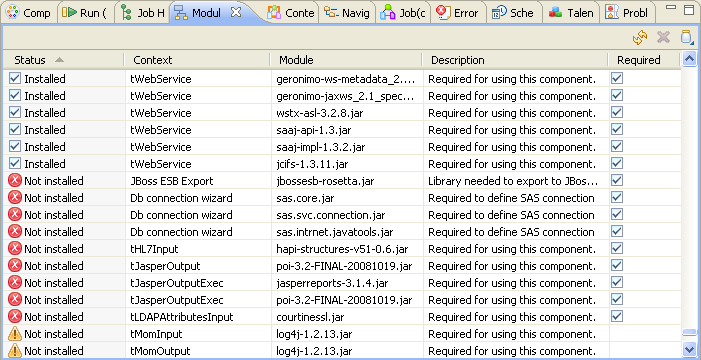 Comp Run ( Job H Modul Conte Navig Job(c Error Sche Talen Probl
Status Context Module Description Required
Installed tWebService geronimo-ws-metadata_2.... Required for using this component.
Installed tWebService geronimo-jaxws_2.1_spec... Required for using this component.
Installed tWebService wstx-asl-3.2.8.jar Required for using this component.
Installed tWebService saaj-api-1.3.jar Required for using this component.
Installed tWebService saaj-impl-1.3.2.jar Required for using this component.
Installed tWebService jcifs-1.3.11.jar Required for using this component.
Not installed JBoss ESB Export jbossesb-rosetta.jar Library needed to export to JBos...
Not installed Db connection wizard sas.core.jar Required to define SAS connection
Not installed Db connection wizard sas.svc.connection.jar Required to define SAS connection
Not installed Db connection wizard sas.intrnet.javatools.jar Required to define SAS connection
Not installed tHL7Input hapi-structures-v51-0.6.jar Required for using this component.
Not installed tJasperOutput poi-3.2-FINAL-20081019.jar Required for using this component.
Not installed tJasperOutputExec jasperreports-3.1.4.jar Required for using this component.
Not installed tJasperOutputExec poi-3.2-FINAL-20081019.jar Required for using this component.
Not installed tLDAPAttributesInput courtinessl.jar Required for using this component.
Not installed tMomInput log4j-1.2.13.jar Required for using this component.
Not installed tMomOutput log4j-1.2.13.jar Required for using this component.